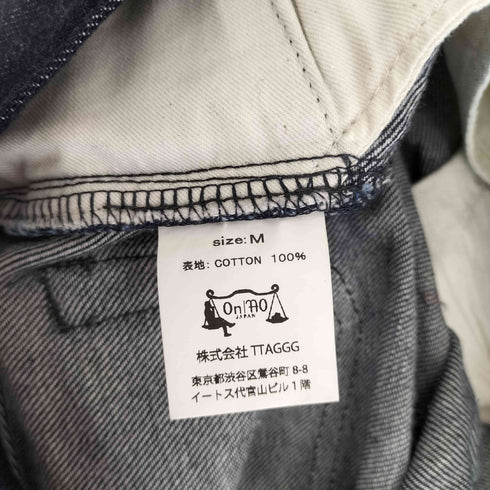 size: M
表地: COTTON 100%
On|MO
JAPAN
株式会社 TTAGGG
東京都渋谷区鶯谷町 8-8
イートス代官山ビル 1 階